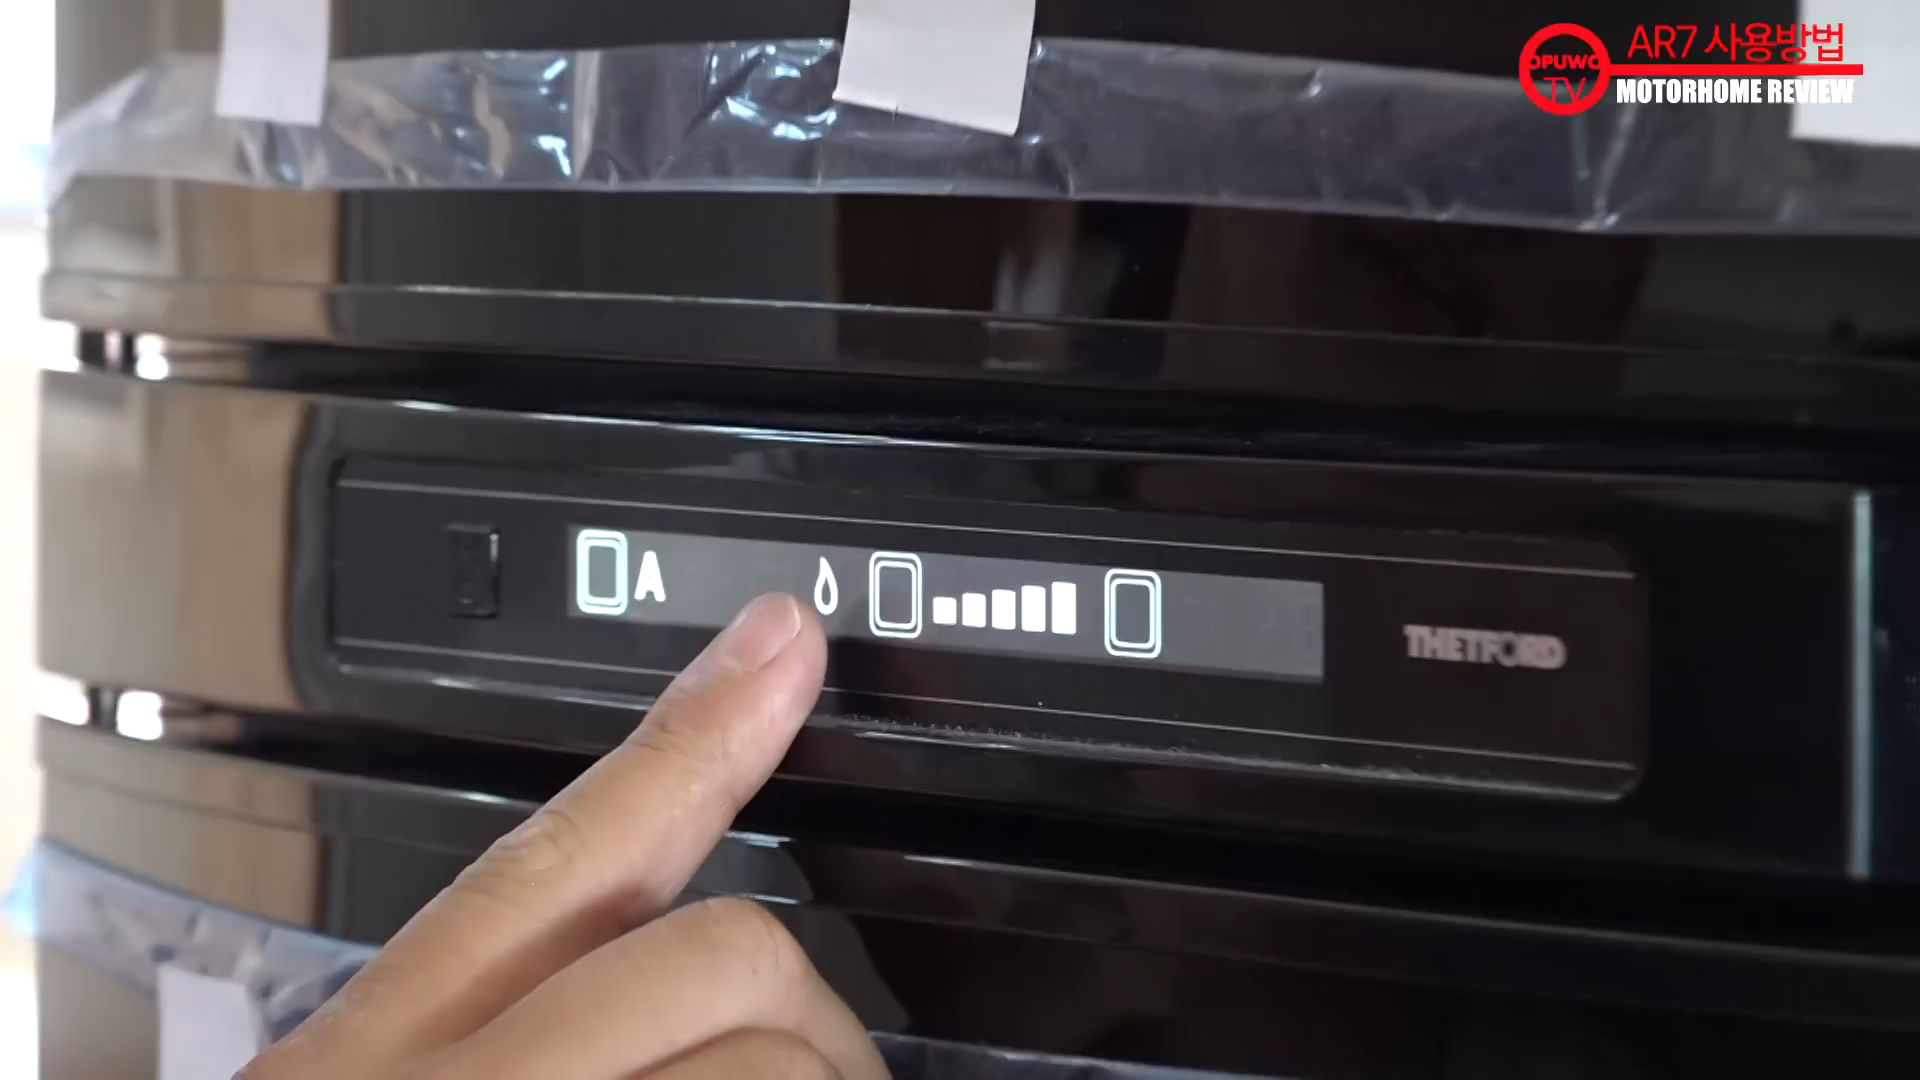 AR7 사용방법
OPUWO
TV
MOTORHOME REVIEW
A
THETFORD